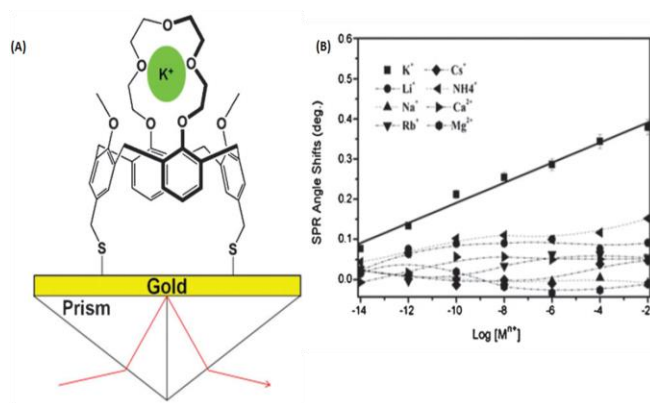 (A)
O
O
O
K⁺
O
O
O
O
O
O
S
S
Gold
Prism
(B)
0.6
0.5
0.4
0.3
0.2
0.1
0.0
SPR Angle Shifts (deg.)
K⁺ Cs⁺
Li⁺ NH4⁺
Na⁺ Ca²⁺
Rb⁺ Mg²⁺
-14 -12 -10 -8 -6 -4 -2
Log [Mⁿ⁺]